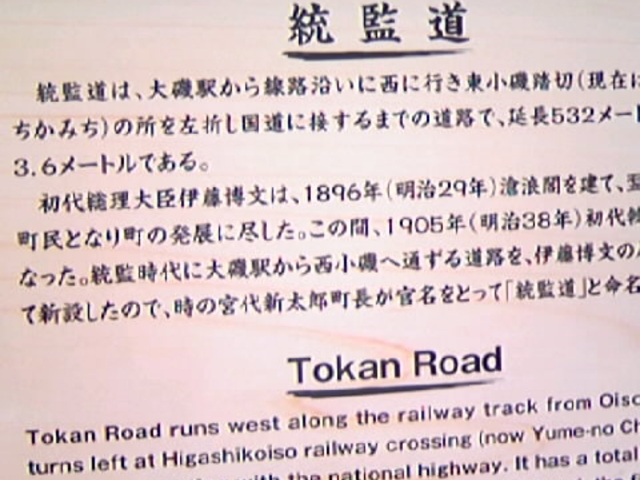 統監道
統監道は、大磯駅から線路沿いに西に行き東小磯踏切(現在は
ちかみち)の所を左折し国道に接するまでの道路で、延長532メート
3.6メートルである。
初代総理大臣伊藤博文は、1896年(明治29年)滄浪閣を建て、
町民となり町の発展に尽した。この間、1905年(明治38年)初代
なった。統監時代に大磯駅から西小磯へ通ずる道路を、伊藤博文の
て新設したので、時の宮代新太郎町長が官名をとって「統監道」と命名
Tokan Road
Tokan Road runs west along the railway track from Oiso
turns left at Higashikoiso railway crossing (now Yume-no Ch
with the national highway. It has a total